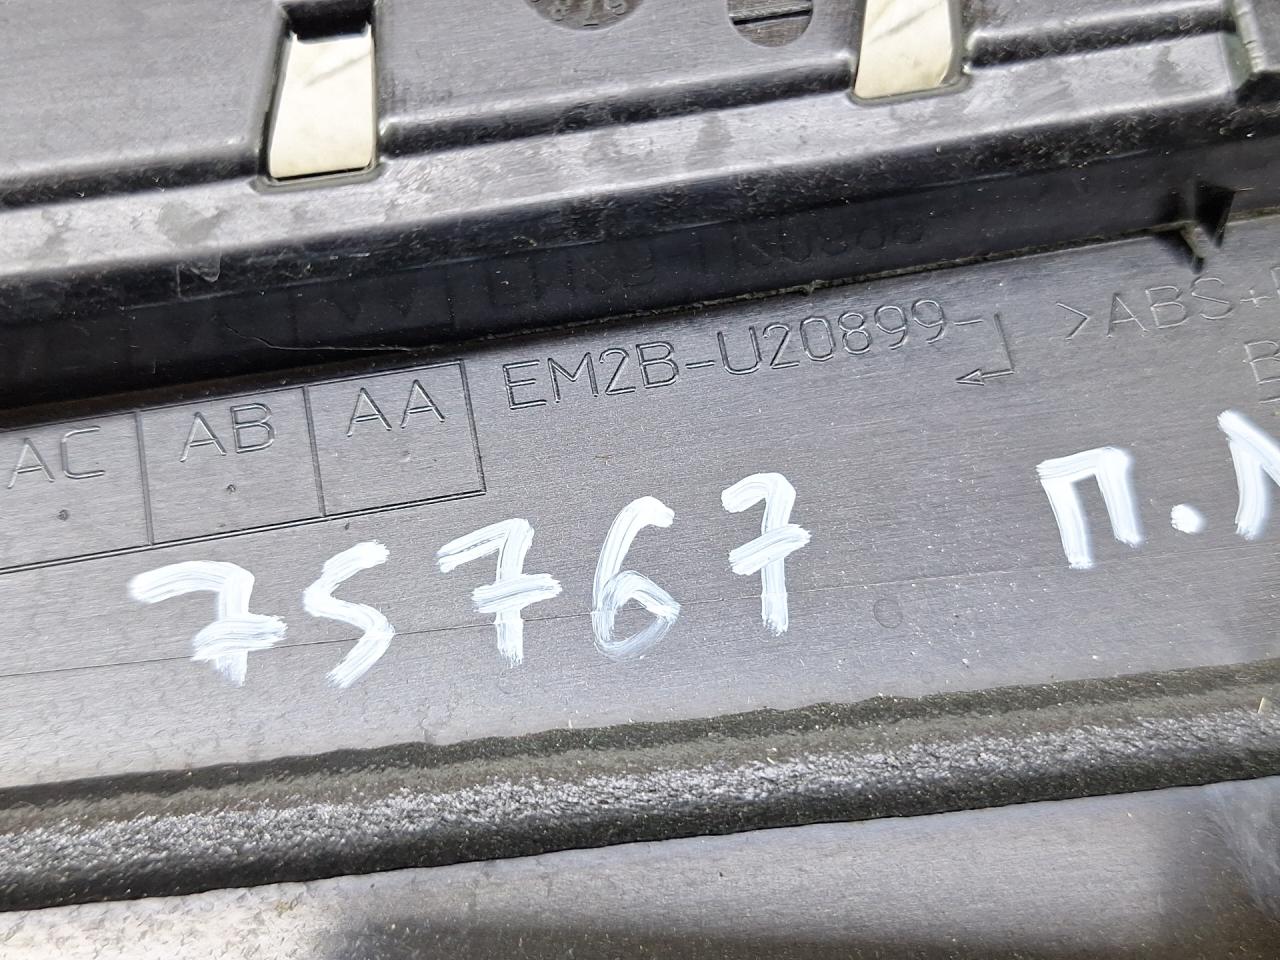 EM2B-U20899-
>ABS+
AC AB AA
75767 П.Л